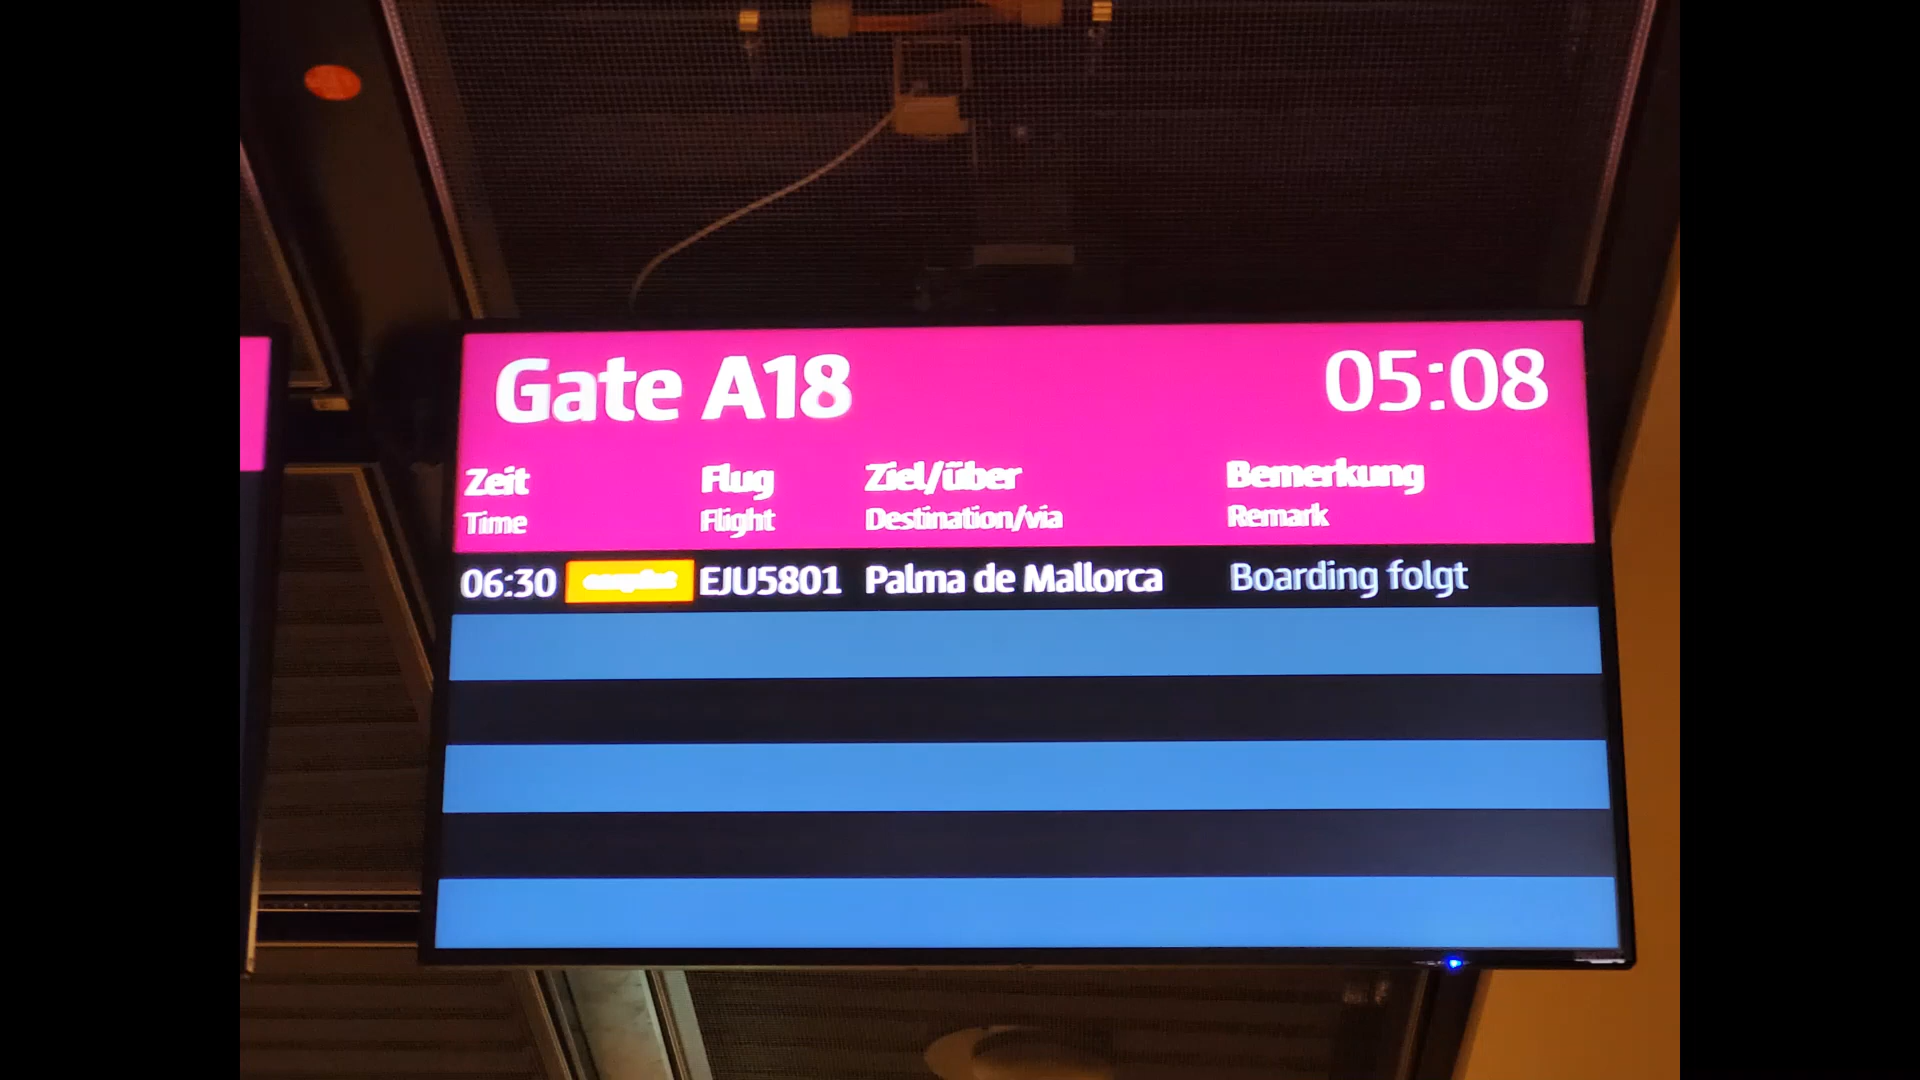 Gate A18 05:08
Zeit Flug Ziel/über Bemerkung
Time Flight Destination/via Remark
06:30 EJU5801 Palma de Mallorca Boarding folgt